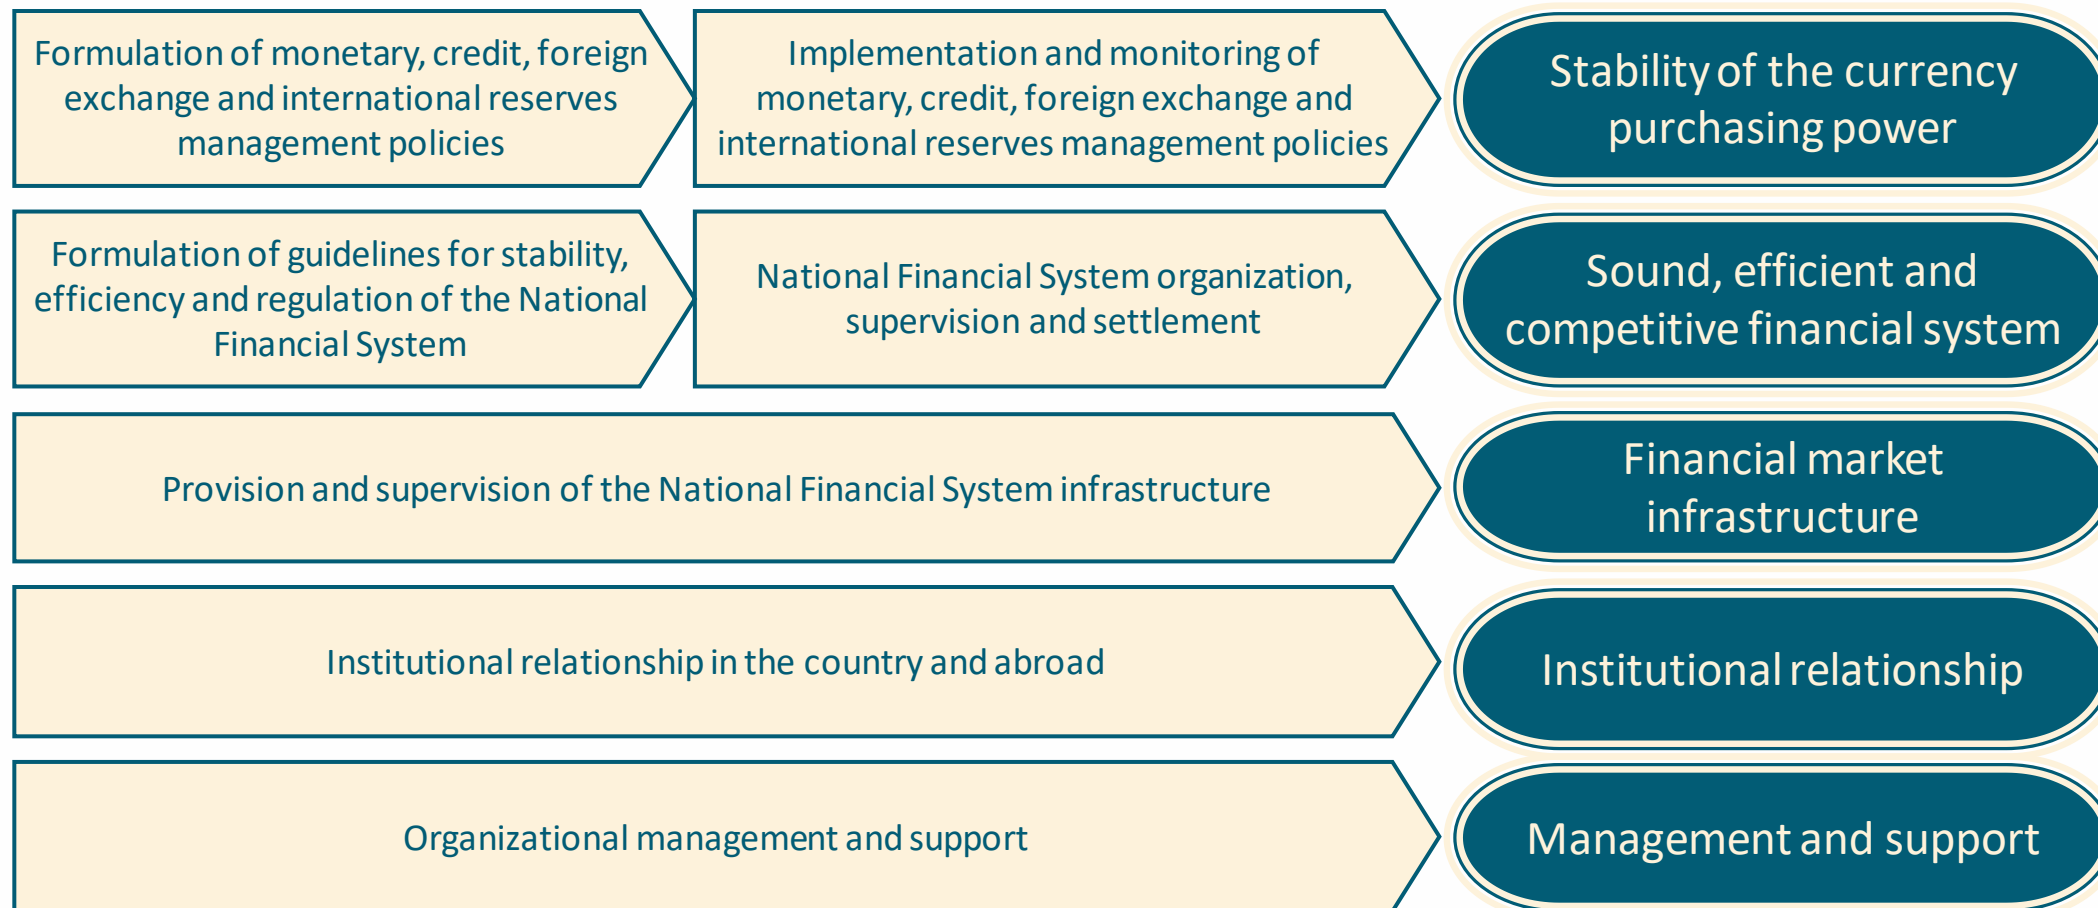 Formulation of monetary, credit, foreign
exchange and international reserves
management policies
Implementation and monitoring of
monetary, credit, foreign exchange and
international reserves management policies
Stability of the currency
purchasing power
Formulation of guidelines for stability,
efficiency and regulation of the National
Financial System
National Financial System organization,
supervision and settlement
Sound, efficient and
competitive financial system
Provision and supervision of the National Financial System infrastructure
Financial market
infrastructure
Institutional relationship in the country and abroad
Institutional relationship
Organizational management and support
Management and support